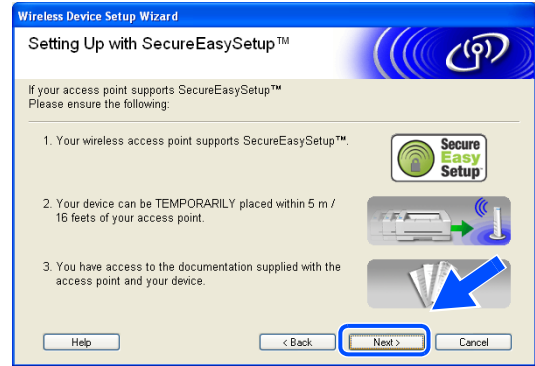 Wireless Device Setup Wizard
Setting Up with SecureEasySetup™
If your access point supports SecureEasySetup™
Please ensure the following:
1. Your wireless access point supports SecureEasySetup™.
Secure
Easy
Setup
2. Your device can be TEMPORARILY placed within 5 m /
16 feets of your access point.
3. You have access to the documentation supplied with the
access point and your device.
Help
< Back
Next >
Cancel